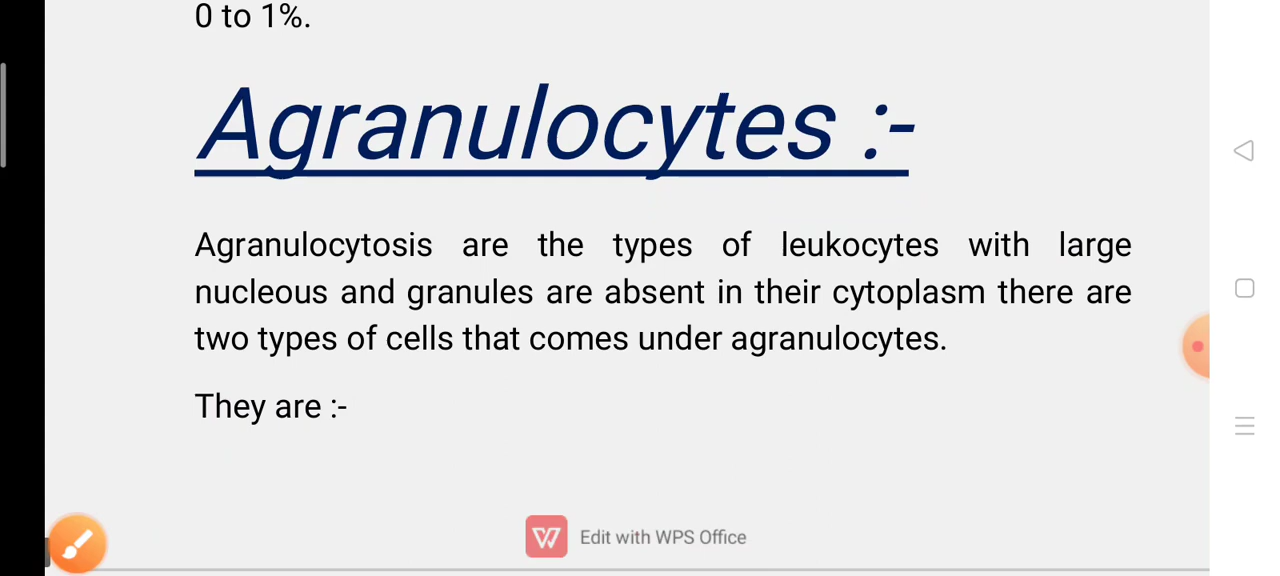 0 to 1%.
Agranulocytes :-
Agranulocytosis are the types of leukocytes with large
nucleous and granules are absent in their cytoplasm there are
two types of cells that comes under agranulocytes.
They are :-
Edit with WPS Office